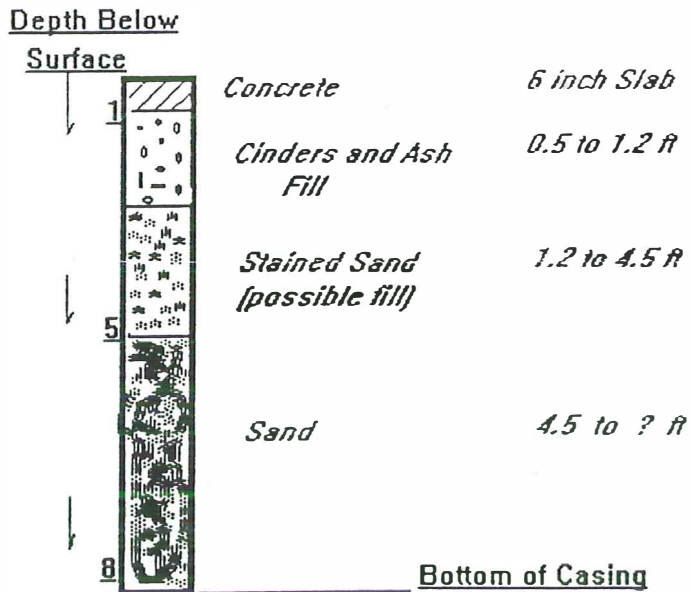 Depth Below
Surface
Concrete 6 inch Slab
1
Cinders and Ash 0.5 to 1.2 ft
Fill
Stained Sand 1.2 to 4.5 ft
(possible fill)
5
Sand 4.5 to ? ft
8
Bottom of Casing